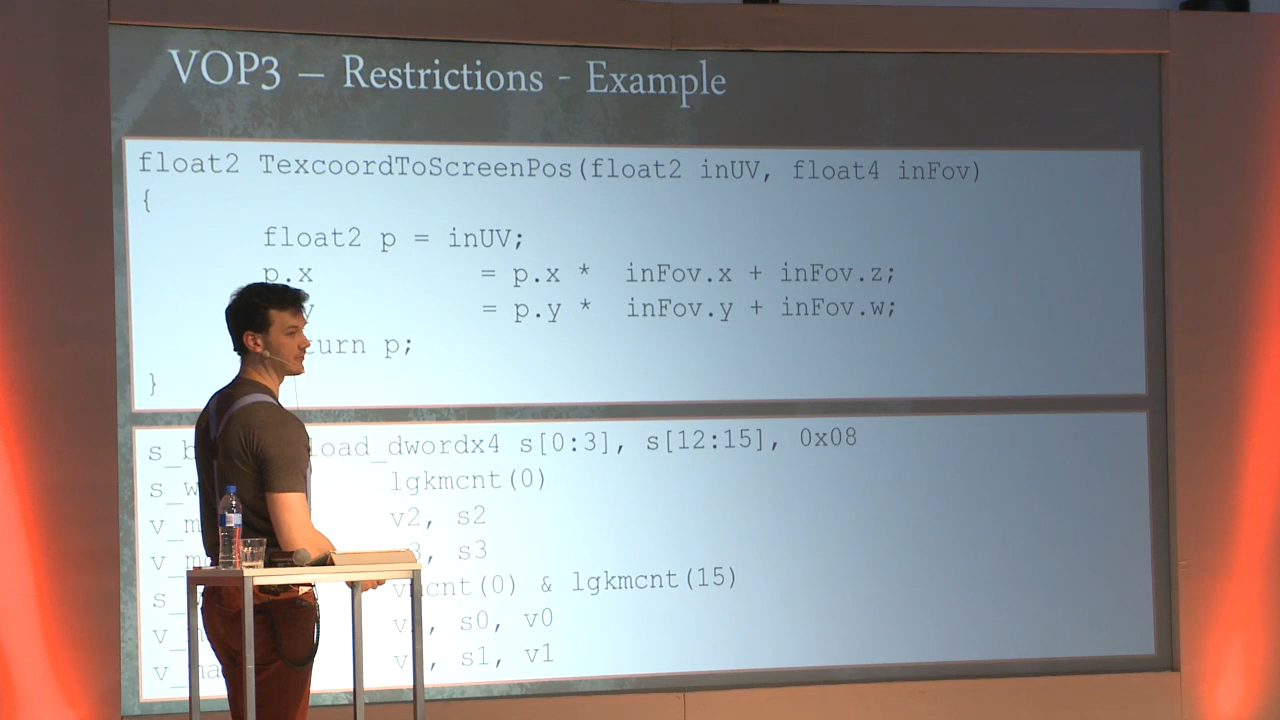 VOP3 – Restrictions - Example
float2 TexcoordToScreenPos(float2 inUV, float4 inFov)
{
float2 p = inUV;
p.x = p.x * inFov.x + inFov.z;
= p.y * inFov.y + inFov.w;
p;
}
s[0:3], s[12:15], 0x08
lgkmcnt(0)
v2, s2
s3
lgkmcnt(15)
s0, v0
s1, v1